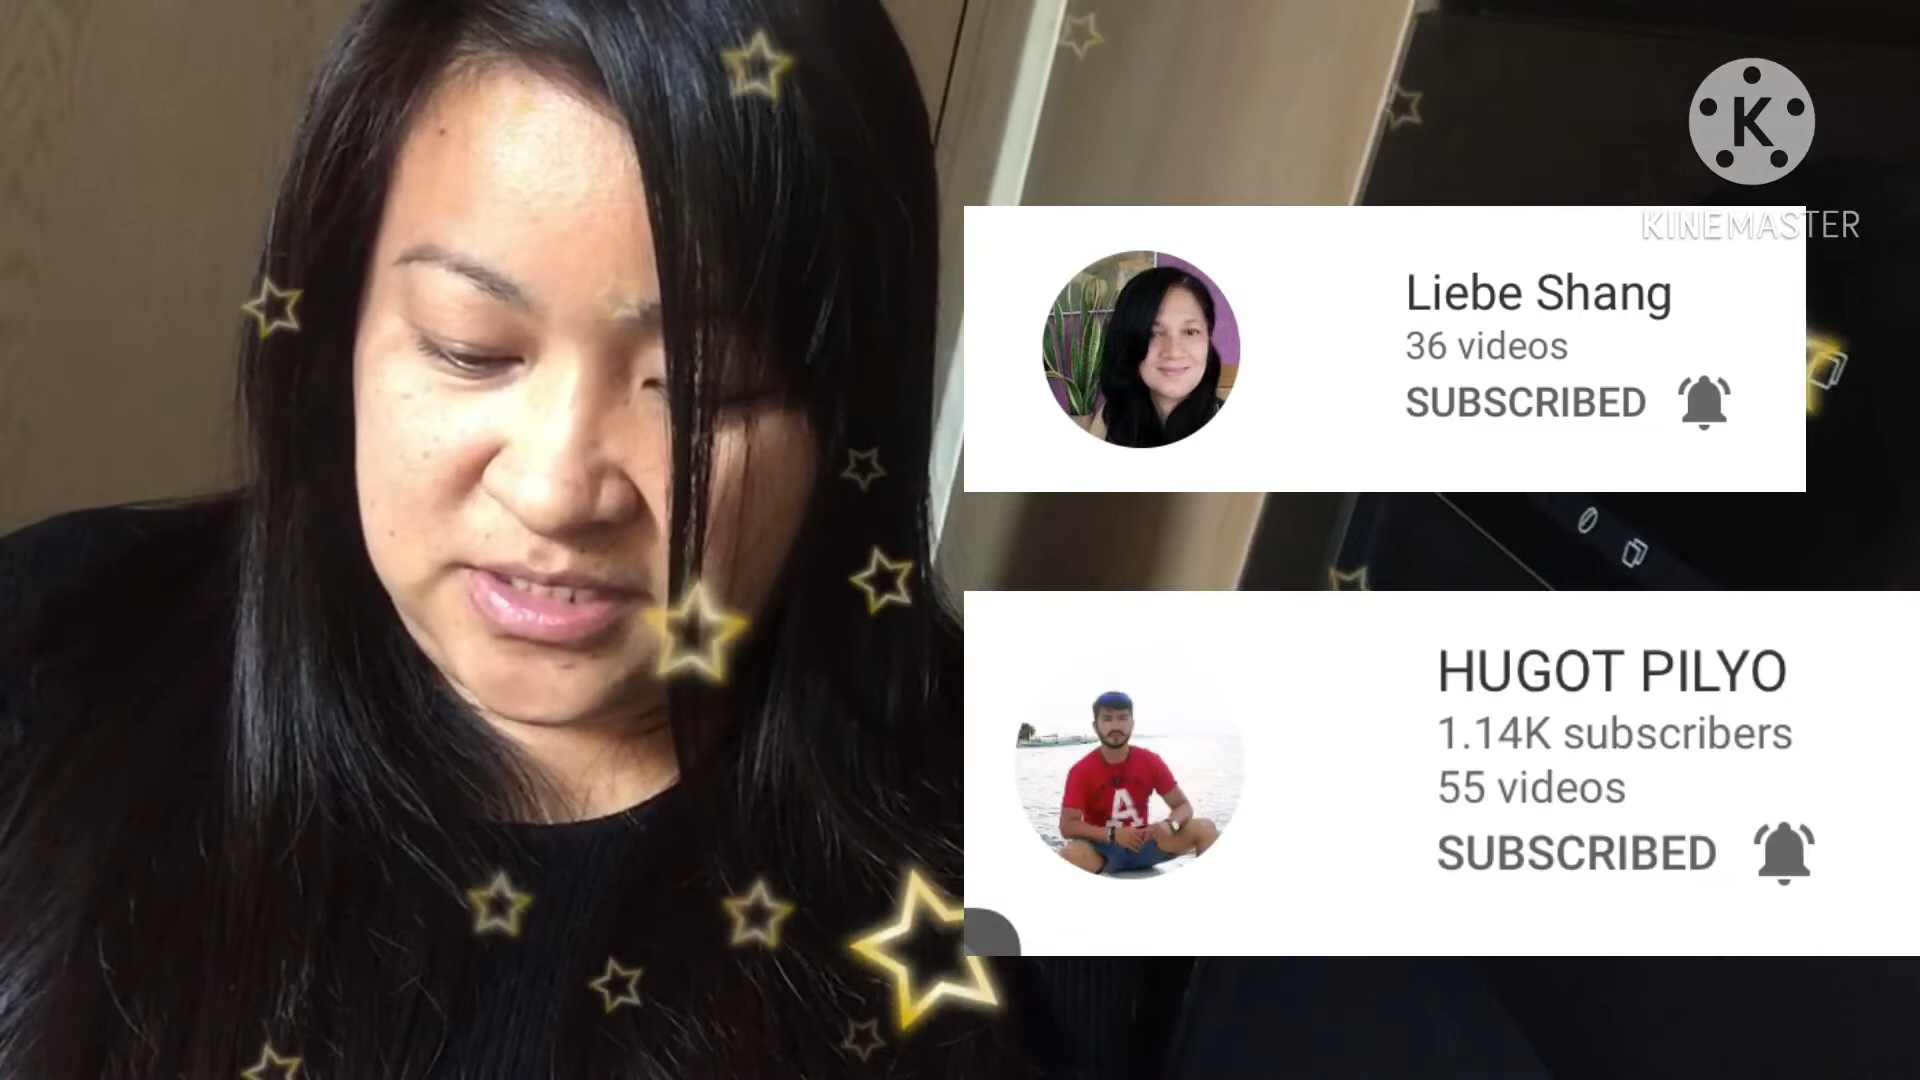 K
KINEMASTER
Liebe Shang
36 videos
SUBSCRIBED
HUGOT PILYO
1.14K subscribers
55 videos
SUBSCRIBED
A